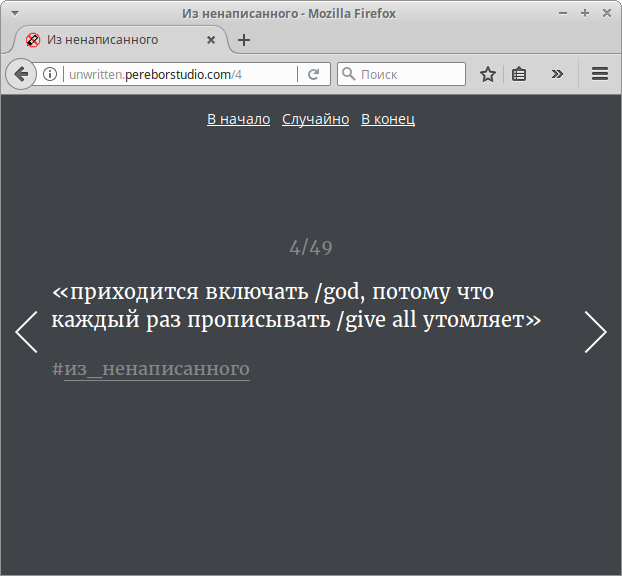 Из ненаписанного - Mozilla Firefox
Из ненаписанного
unwritten.pereborstudio.com/4
Поиск
В начало Случайно В конец
4/49
«приходится включать /god, потому что
каждый раз прописывать /give all утомляет»
#из_ненаписанного